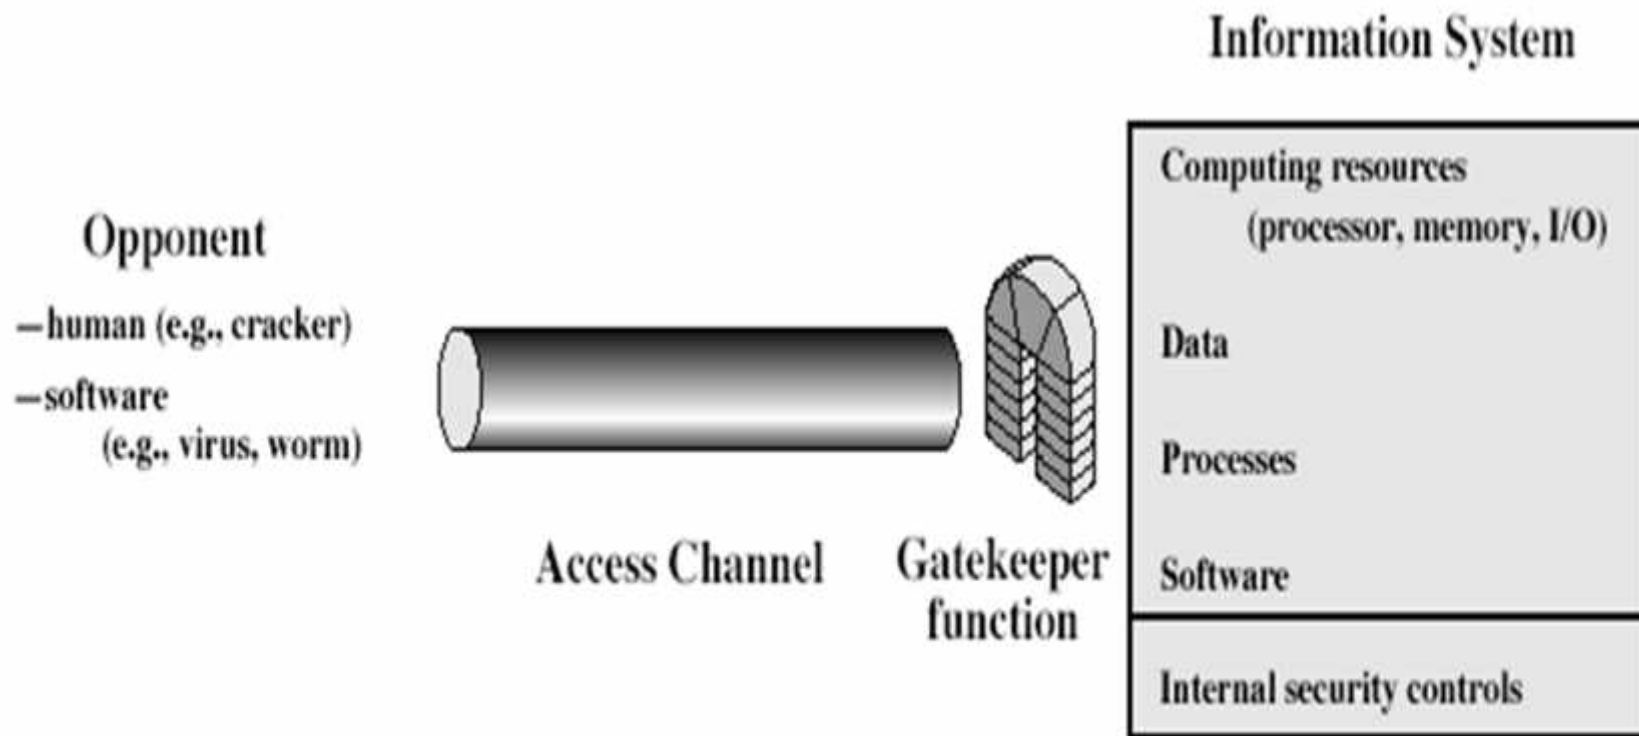 Information System
Opponent
—human (e.g., cracker)
—software
(e.g., virus, worm)
Access Channel
Gatekeeper
function
Computing resources
(processor, memory, I/O)
Data
Processes
Software
Internal security controls